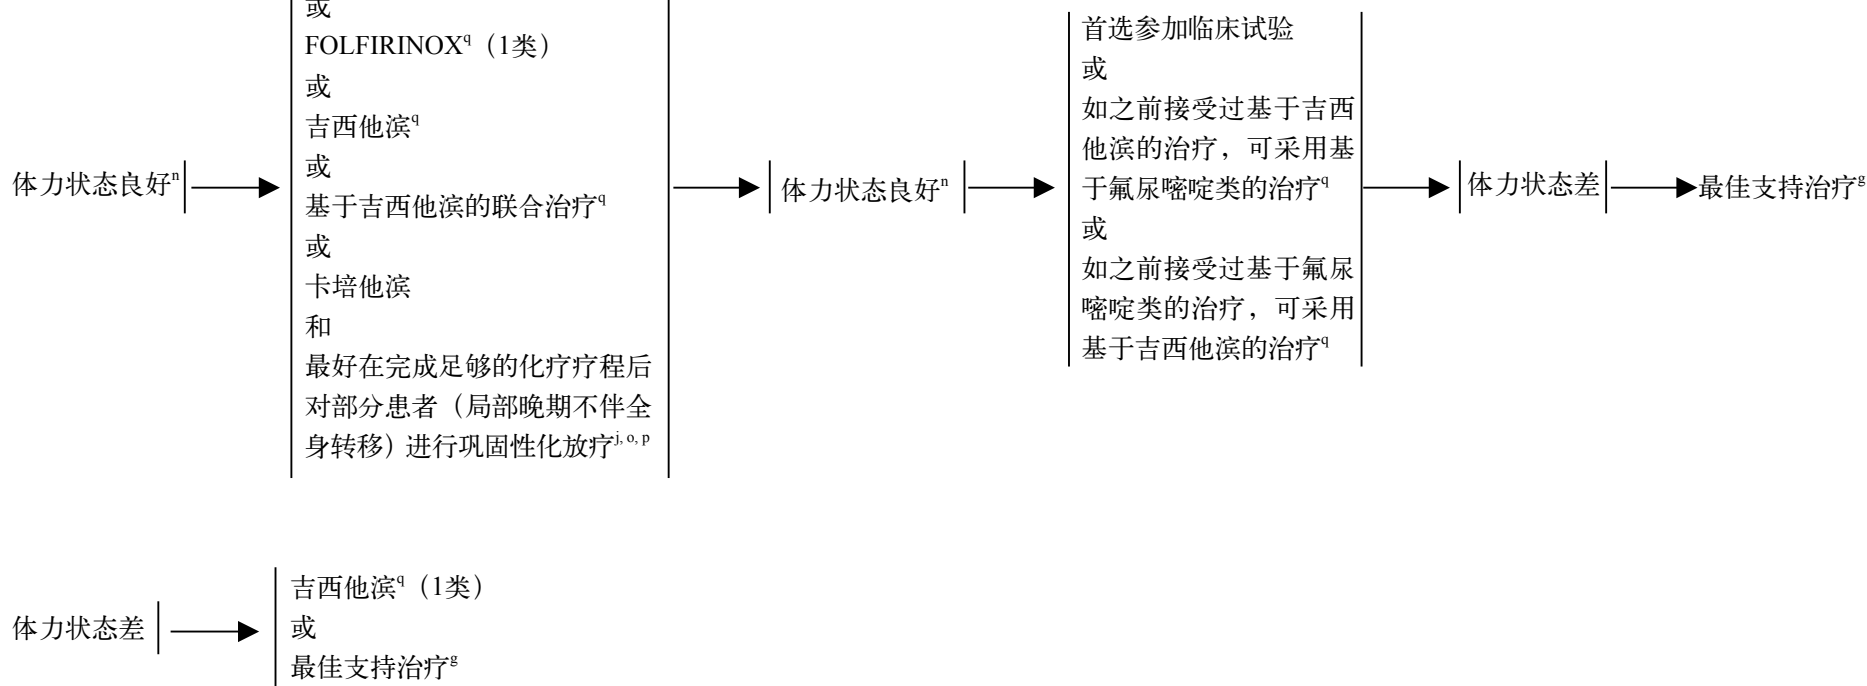 体力状态良好ⁿ
或
FOLFIRINOX^q（1类）
或
吉西他滨^q
或
基于吉西他滨的联合治疗^q
或
卡培他滨
和
最好在完成足够的化疗疗程后
对部分患者（局部晚期不伴全
身转移）进行巩固性化放疗^j, o, p
体力状态良好ⁿ
首选参加临床试验
或
如之前接受过基于吉西
他滨的治疗，可采用基
于氟尿嘧啶类的治疗^q
或
如之前接受过基于氟尿
嘧啶类的治疗，可采用
基于吉西他滨的治疗^q
体力状态差
最佳支持治疗^g
体力状态差
吉西他滨^q（1类）
或
最佳支持治疗^g